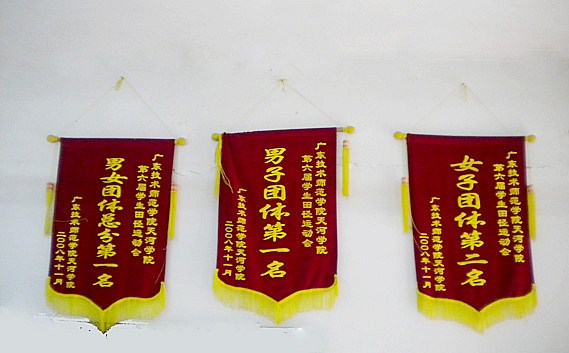 广东技术师范学院天河学院
第六届学生田径运动会
男女团体总分第一名
广东技术师范学院天河学院
二〇〇八年十一月
广东技术师范学院天河学院
第六届学生田径运动会
男子团体第一名
广东技术师范学院天河学院
二〇〇八年十一月
广东技术师范学院天河学院
第六届学生田径运动会
女子团体第二名
广东技术师范学院天河学院
二〇〇八年十一月